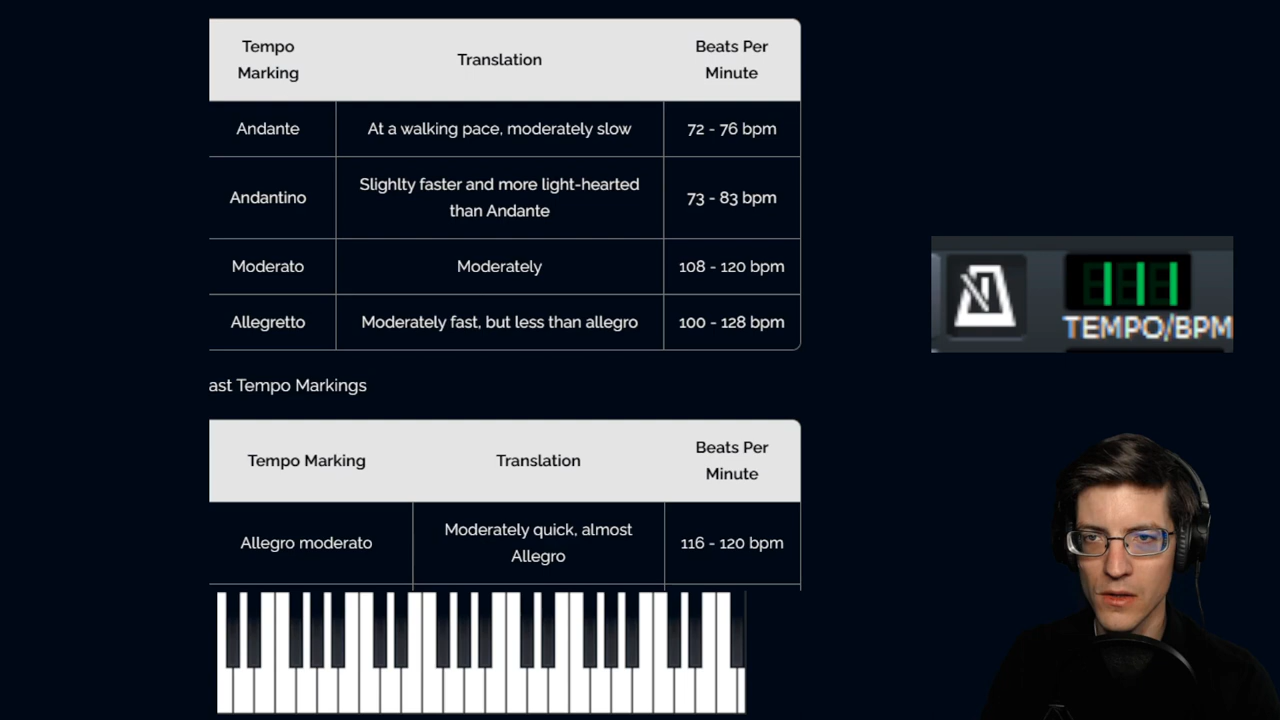 Tempo
Marking
Translation
Beats Per
Minute
Andante
At a walking pace, moderately slow
72 - 76 bpm
Andantino
Slighlty faster and more light-hearted
than Andante
73 - 83 bpm
Moderato
Moderately
108 - 120 bpm
Allegretto
Moderately fast, but less than allegro
100 - 128 bpm
ast Tempo Markings
Tempo Marking
Translation
Beats Per
Minute
Allegro moderato
Moderately quick, almost
Allegro
116 - 120 bpm
111
TEMPO/BPM